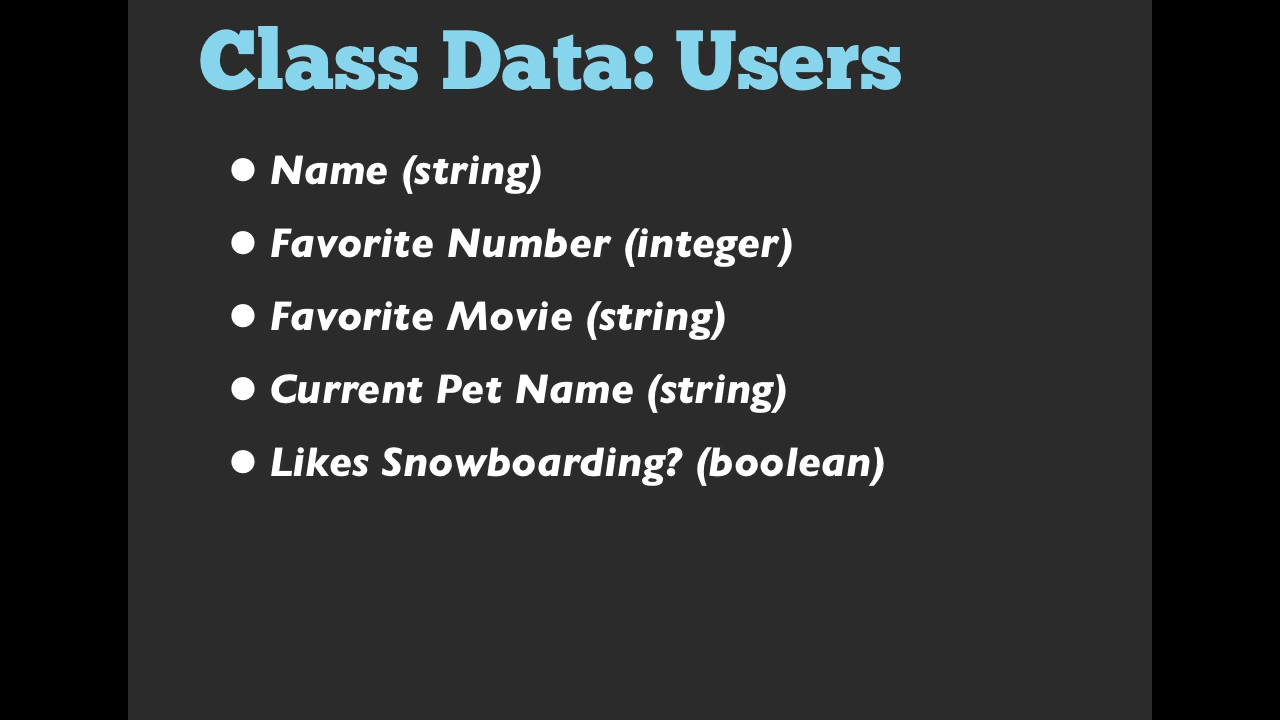 Class Data: Users
• Name (string)
• Favorite Number (integer)
• Favorite Movie (string)
• Current Pet Name (string)
• Likes Snowboarding? (boolean)